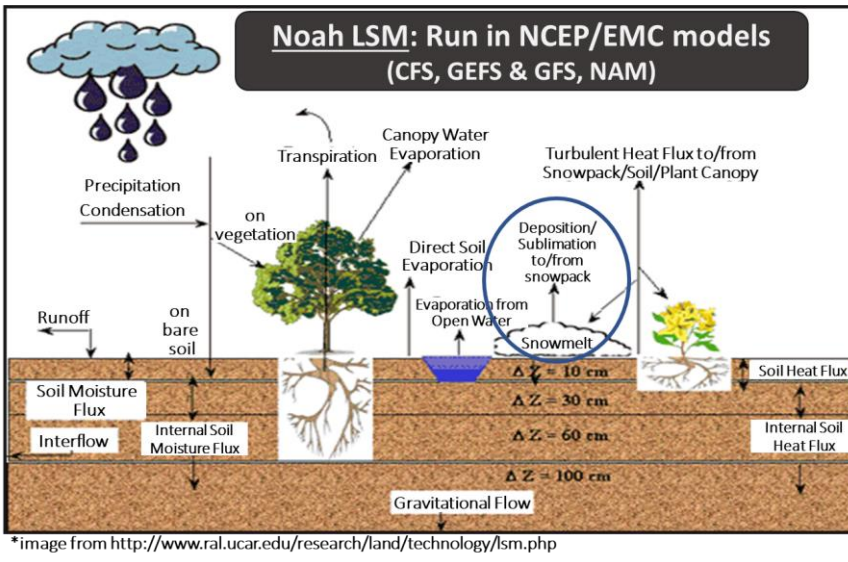 Noah LSM: Run in NCEP/EMC models
(CFS, GEFS & GFS, NAM)
Precipitation
Condensation
on
vegetation
on
bare
soil
Transpiration
Canopy Water
Evaporation
Turbulent Heat Flux to/from
Snowpack/Soil/Plant Canopy
Direct Soil
Evaporation
Evaporation from
Open Water
Deposition/
Sublimation
to/from
snowpack
Snowmelt
Runoff
Soil Moisture
Flux
Interflow
Internal Soil
Moisture Flux
Δ Z = 10 cm
Δ Z = 30 cm
Δ Z = 60 cm
Δ Z = 100 cm
Soil Heat Flux
Internal Soil
Heat Flux
Gravitational Flow
*image from http://www.ral.ucar.edu/research/land/technology/lsm.php